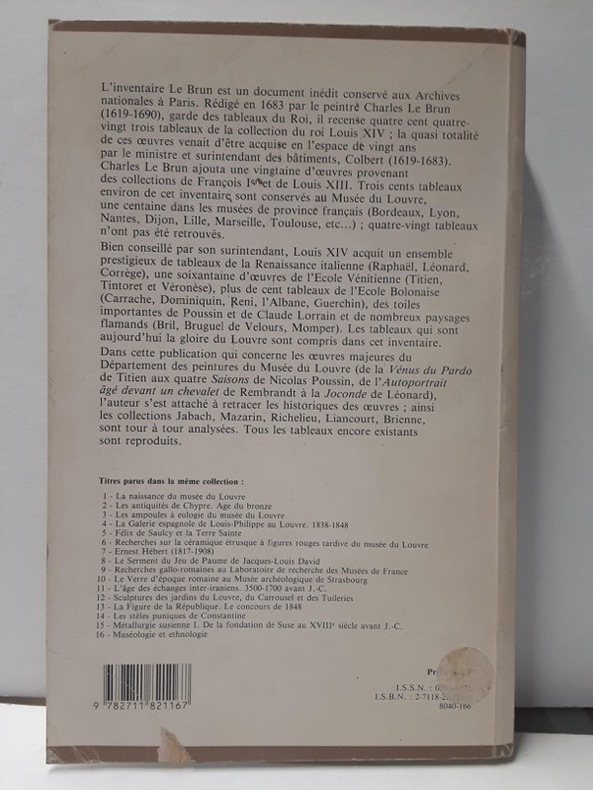 L'inventaire Le Brun est un document inédit conservé aux Archives
nationales à Paris. Rédigé en 1683 par le peintre Charles Le Brun
(1619-1690), garde des tableaux du Roi, il recense quatre cent quatre-
vingt trois tableaux de la collection du roi Louis XIV ; la quasi totalité
de ces œuvres venait d'être acquise en l'espace de vingt ans
par le ministre et surintendant des bâtiments, Colbert (1619-1683).
Charles Le Brun ajouta une vingtaine d'œuvres provenant
des collections de François Ier et de Louis XIII. Trois cents tableaux
environ de cet inventaire sont conservés au Musée du Louvre,
une centaine dans les musées de province français (Bordeaux, Lyon,
Nantes, Dijon, Lille, Marseille, Toulouse, etc...) ; quatre-vingt tableaux
n'ont pas été retrouvés.
Bien conseillé par son surintendant, Louis XIV acquit un ensemble
prestigieux de tableaux de la Renaissance italienne (Raphaël, Léonard,
Corrège), une soixantaine d'œuvres de l'Ecole Vénitienne (Titien,
Tintoret et Véronèse), plus de cent tableaux de l'Ecole Bolonaise
(Carrache, Dominiquin, Reni, l'Albane, Guerchin), des toiles
importantes de Poussin et de Claude Lorrain et de nombreux paysages
flamands (Bril, Bruguel de Velours, Momper). Les tableaux qui sont
aujourd'hui la gloire du Louvre sont compris dans cet inventaire.
Dans cette publication qui concerne les œuvres majeures du
Département des peintures du Musée du Louvre (de la Vénus du Pardo
de Titien aux quatre Saisons de Nicolas Poussin, de l'Autoportrait
âgé devant un chevalet de Rembrandt à la Joconde de Léonard),
l'auteur s'est attaché à retracer les historiques des œuvres ; ainsi
les collections Jabach, Mazarin, Richelieu, Liancourt, Brienne,
sont tour à tour analysées. Tous les tableaux encore existants
sont reproduits.
Titres parus dans la même collection :
1 - La naissance du musée du Louvre
2 - Les antiquités de Chypre. Age du bronze
3 - Les ampoules à eulogie du musée du Louvre
4 - La Galerie espagnole de Louis-Philippe au Louvre. 1838-1848
5 - Félix de Saulcy et la Terre Sainte
6 - Recherches sur la céramique étrusque à figures rouges tardive du musée du Louvre
7 - Ernest Hébert (1817-1908)
8 - Le Serment du Jeu de Paume de Jacques-Louis David
9 - Recherches gallo-romaines au Laboratoire de recherche des Musées de France
10 - Le Verre d'époque romaine au Musée archéologique de Strasbourg
11 - L'âge des échanges inter-iraniens. 3500-1700 avant J.-C.
12 - Sculptures des jardins du Louvre, du Carrousel et des Tuileries
13 - La Figure de la République. Le concours de 1848
14 - Les stèles puniques de Constantine
15 - Métallurgie susienne I. De la fondation de Suse au XVIIIe siècle avant J.-C.
16 - Muséologie et ethnologie
9 782711 821167
I.S.S.N. :
I.S.B.N. : 2-7118-2
8040-166